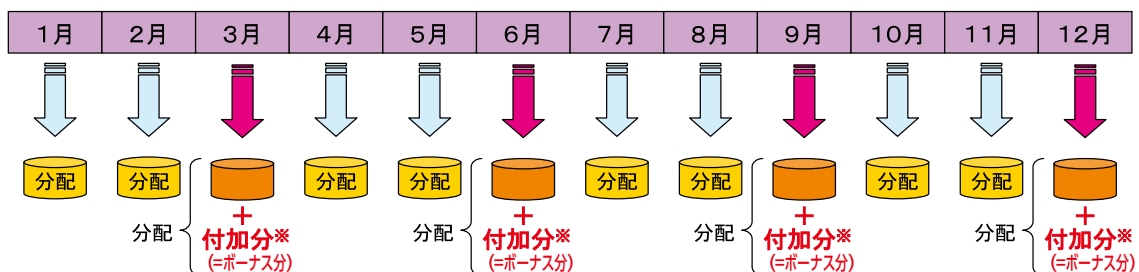 1月 2月 3月 4月 5月 6月 7月 8月 9月 10月 11月 12月
分配 分配 分配 分配 分配 分配 分配 分配
分配 分配 分配 分配
+ + + +
付加分※ 付加分※ 付加分※ 付加分※
(=ボーナス分) (=ボーナス分) (=ボーナス分) (=ボーナス分)